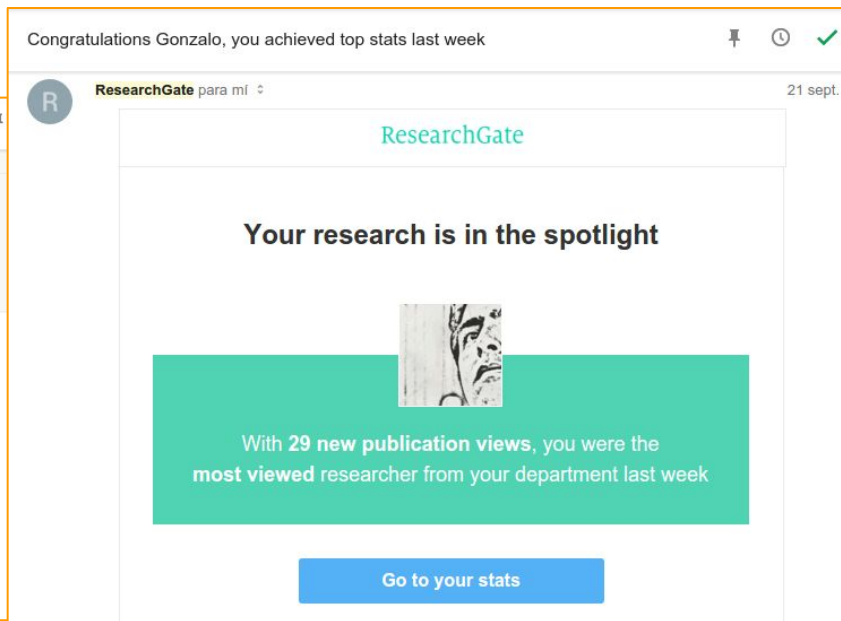 Congratulations Gonzalo, you achieved top stats last week
R
ResearchGate para mí
21 sept.
ResearchGate
Your research is in the spotlight
With 29 new publication views, you were the
most viewed researcher from your department last week
Go to your stats